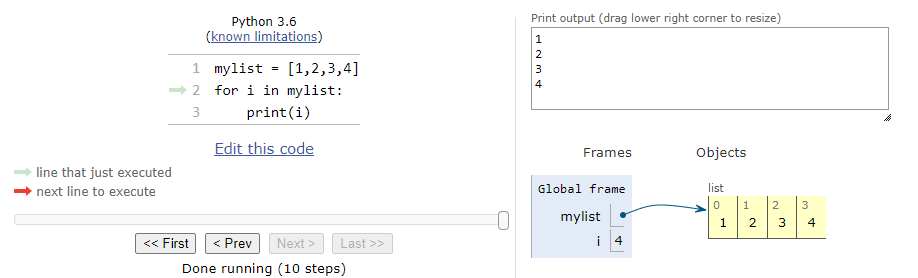 Python 3.6
(known limitations)
1 mylist = [1,2,3,4]
2 for i in mylist:
3     print(i)
Edit this code
line that just executed
next line to execute
<< First < Prev Next > Last >>
Done running (10 steps)
Print output (drag lower right corner to resize)
1
2
3
4
Frames Objects
Global frame
mylist
i 4
list
0 1 2 3
1 2 3 4